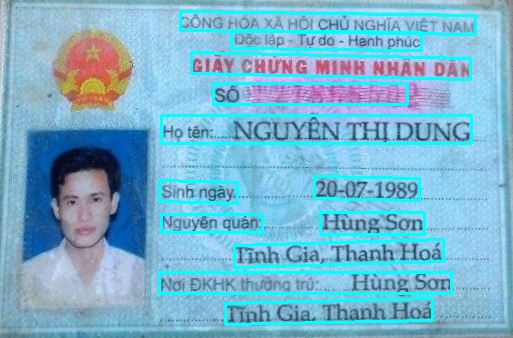 CỘNG HÒA XÃ HỘI CHỦ NGHĨA VIỆT NAM
Độc lập - Tự do - Hạnh phúc
GIẤY CHỨNG MINH NHÂN DÂN
SỐ
Họ tên: NGUYỄN THỊ DUNG
Sinh ngày 20-07-1989
Nguyên quán Hùng Sơn
Tĩnh Gia, Thanh Hoá
Nơi ĐKHK thường trú: Hùng Sơn
Tĩnh Gia, Thanh Hoá